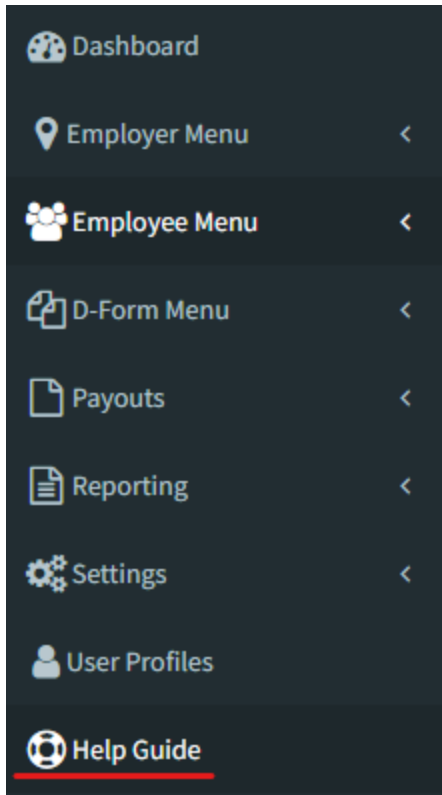 Dashboard
Employer Menu
Employee Menu
D-Form Menu
Payouts
Reporting
Settings
User Profiles
Help Guide